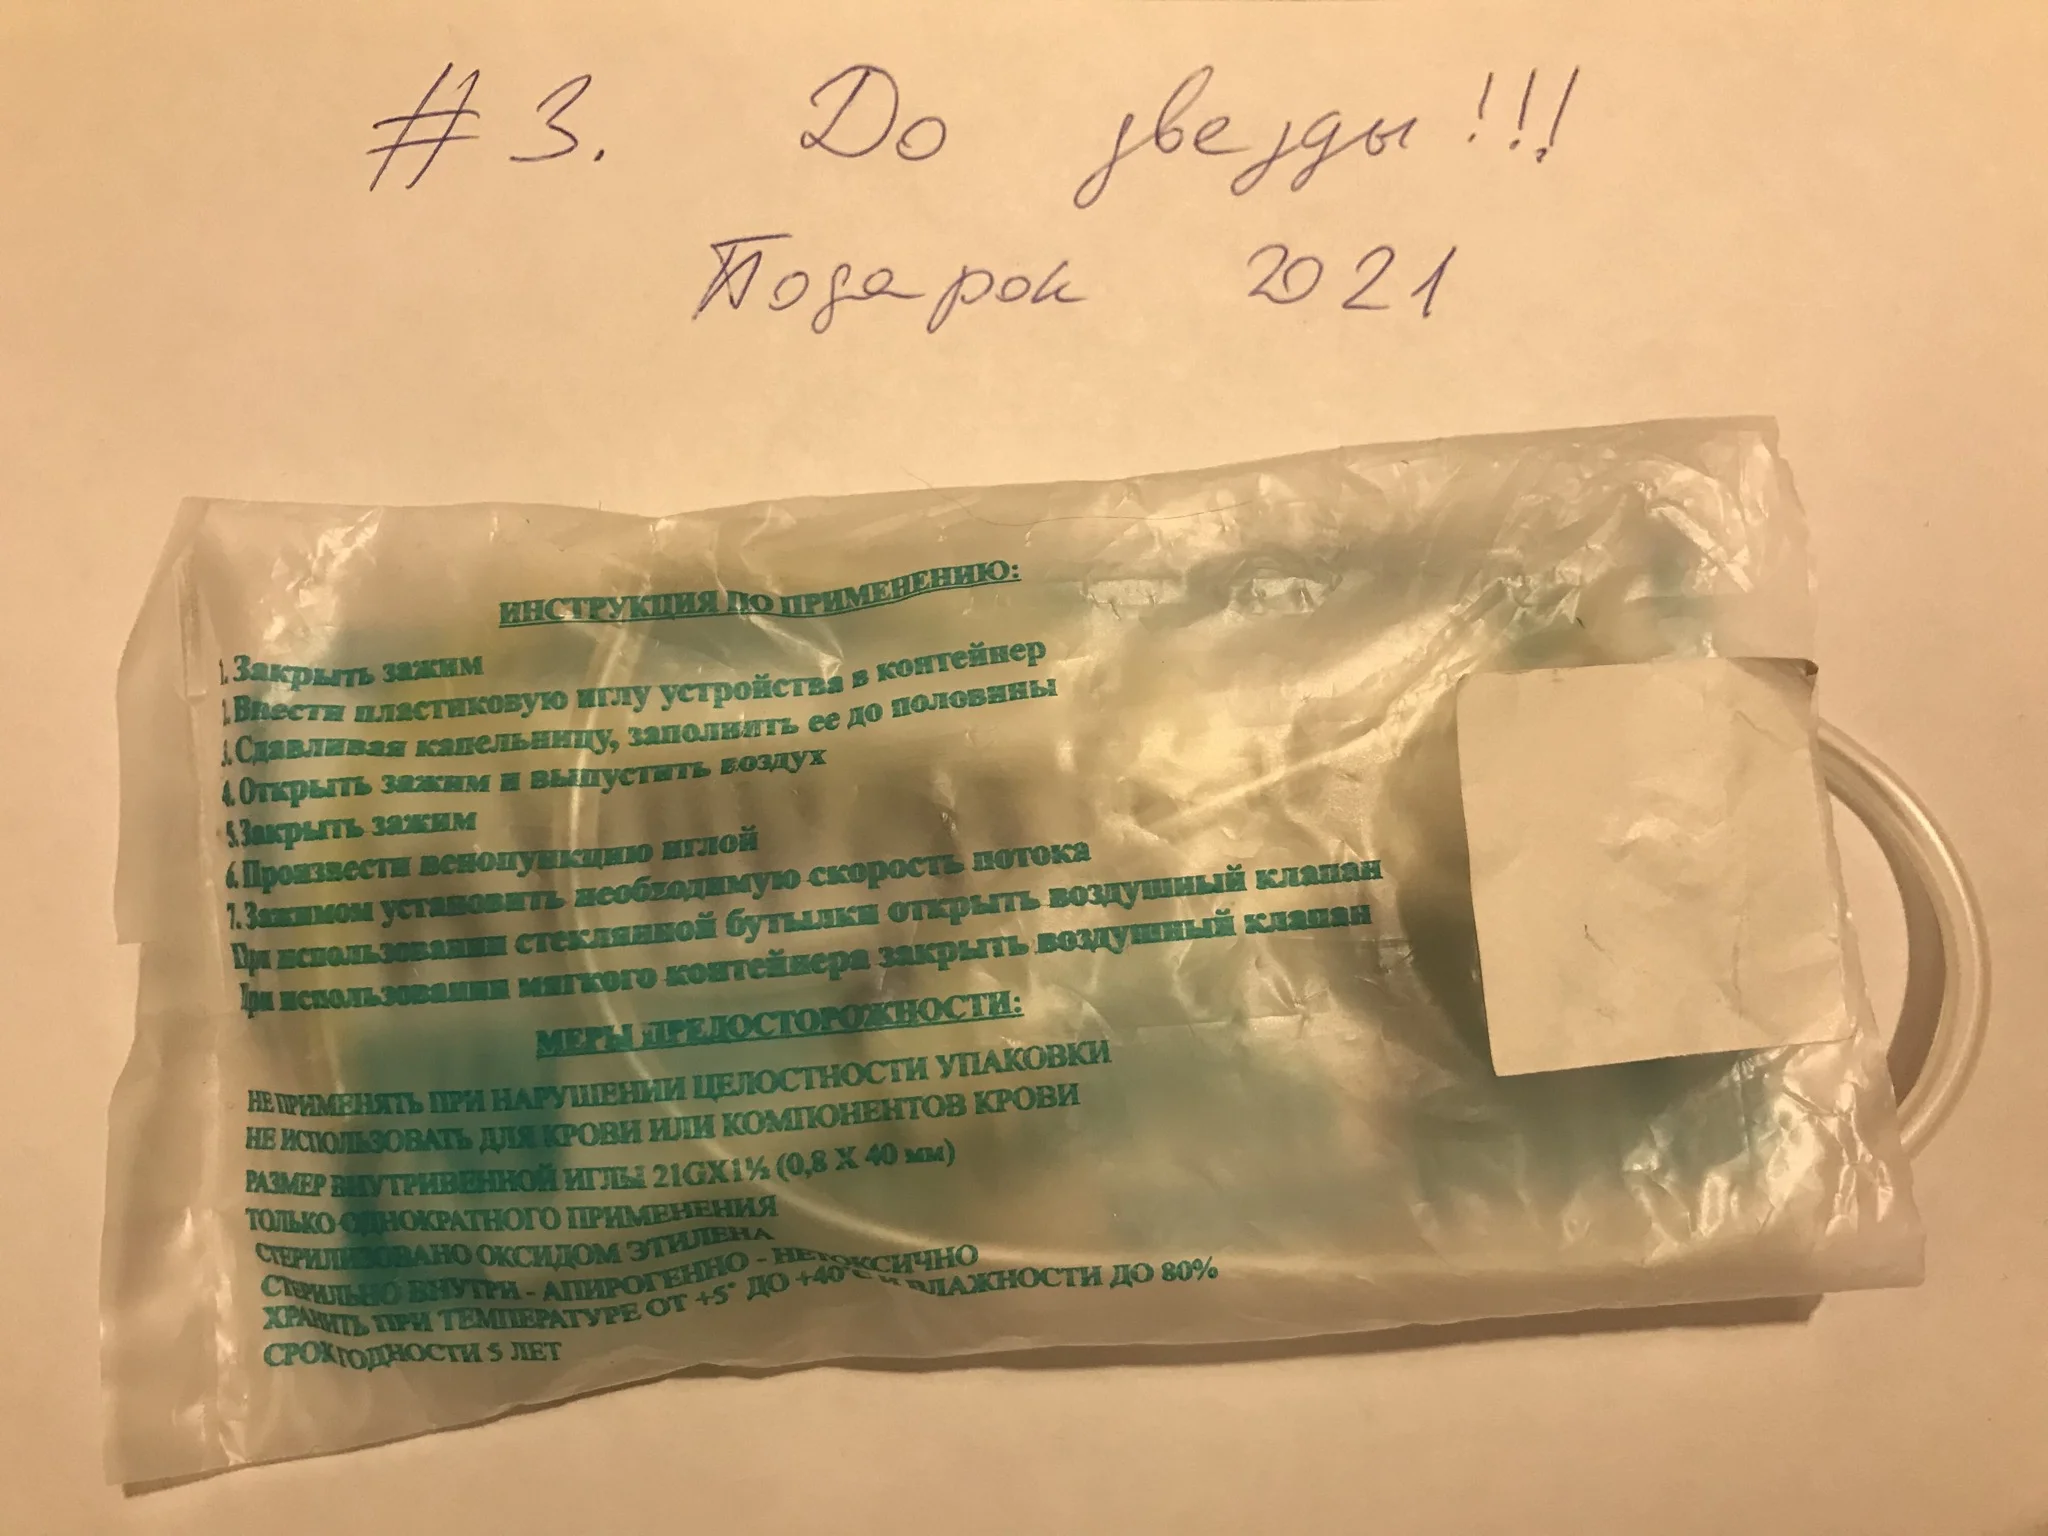 #3. До звезды!!!
Подарок 2021
ИНСТРУКЦИЯ ПО ПРИМЕНЕНИЮ:
1. Закрыть зажим
2. Ввести пластиковую иглу устройства в контейнер
3. Сдавливая капельницу, заполнить ее до половины
4. Открыть зажим и выпустить воздух
5. Закрыть зажим
6. Произвести венопункцию иглой
7. Зажимом установить необходимую скорость потока
При использовании стеклянной бутылки открыть воздушный клапан
При использовании мягкого контейнера закрыть воздушный клапан
МЕРЫ ПРЕДОСТОРОЖНОСТИ:
НЕ ПРИМЕНЯТЬ ПРИ НАРУШЕНИИ ЦЕЛОСТНОСТИ УПАКОВКИ
НЕ ИСПОЛЬЗОВАТЬ ДЛЯ КРОВИ ИЛИ КОМПОНЕНТОВ КРОВИ
РАЗМЕР ВНУТРИВЕННОЙ ИГЛЫ 21GX1½ (0,8 X 40 мм)
ТОЛЬКО ОДНОКРАТНОГО ПРИМЕНЕНИЯ
СТЕРИЛИЗОВАНО ОКСИДОМ ЭТИЛЕНА
СТЕРИЛЬНО ВНУТРИ - АПИРОГЕННО - НЕТОКСИЧНО
ХРАНИТЬ ПРИ ТЕМПЕРАТУРЕ ОТ +5° ДО +40°С И ВЛАЖНОСТИ ДО 80%
СРОК ГОДНОСТИ 5 ЛЕТ